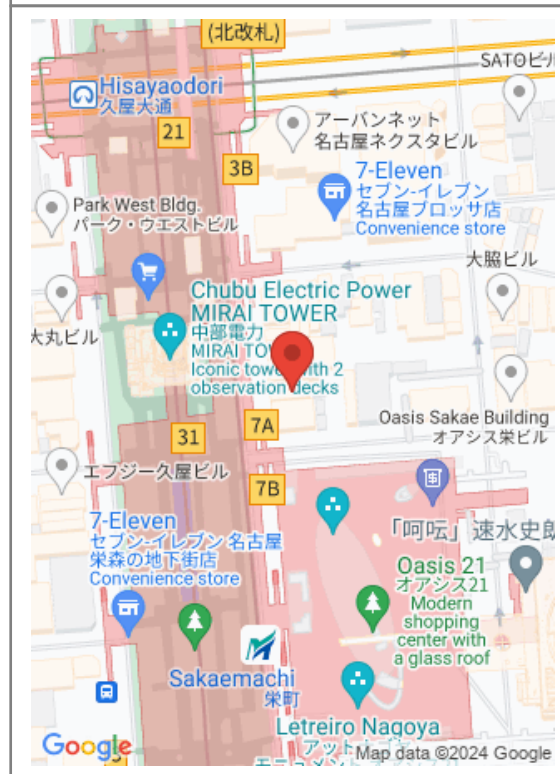 (北改札)
SATOビル
Hisayaodori
久屋大通
21
アーバンネット
名古屋ネクスタビル
3B
7-Eleven
セブン-イレブン
名古屋ブロッサ店
Convenience store
Park West Bldg.
パーク・ウエストビル
大脇ビル
Chubu Electric Power
MIRAI TOWER
中部電力
MIRAI TOW
Iconic tower with 2
observation decks
大丸ビル
7A
31
Oasis Sakae Building
オアシス栄ビル
エフジー久屋ビル
7B
7-Eleven
セブン-イレブン 名古屋
栄森の地下街店
Convenience store
「呵呍」速水史朗
Oasis 21
オアシス21
Modern
shopping
center with
a glass roof
Sakaemachi
栄町
Letreiro Nagoya
アットナゴヤ
Google
Map data ©2024 Google